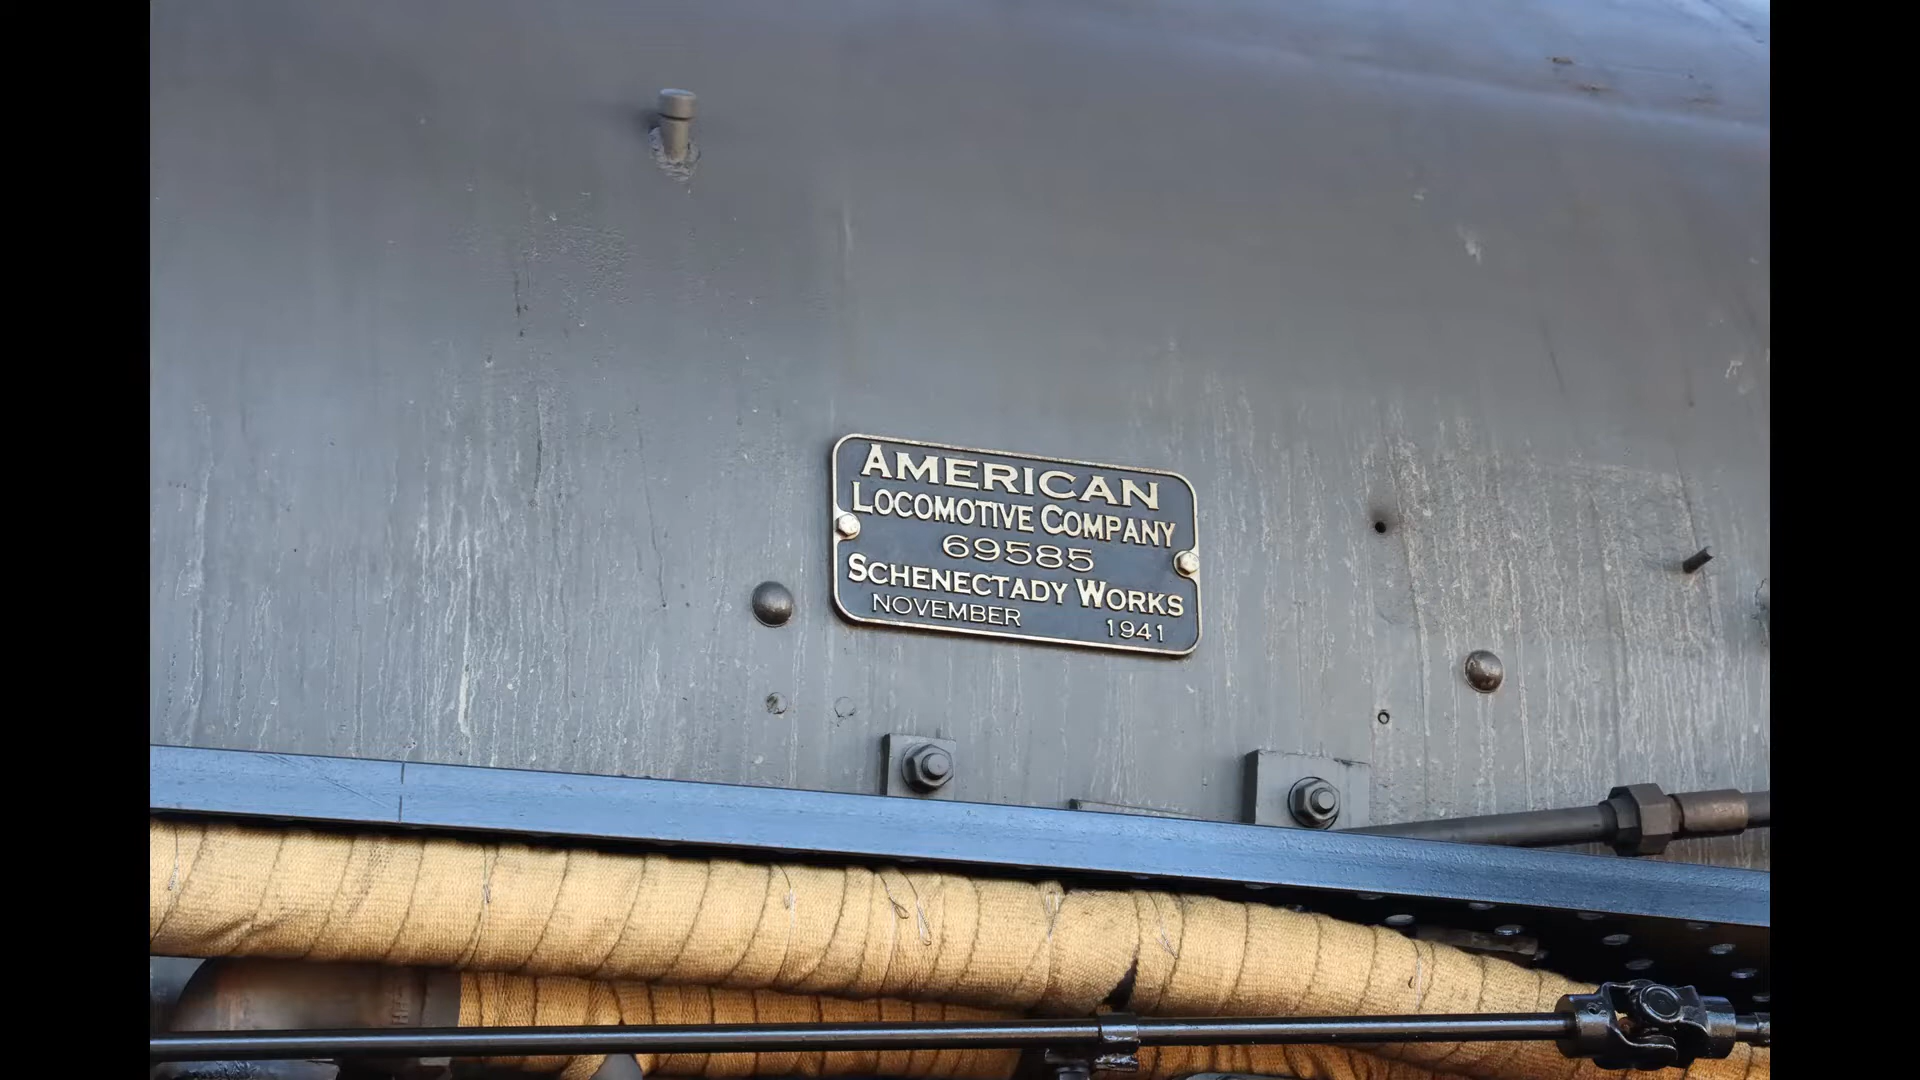 AMERICAN
LOCOMOTIVE COMPANY
69585
SCHENECTADY WORKS
NOVEMBER 1941